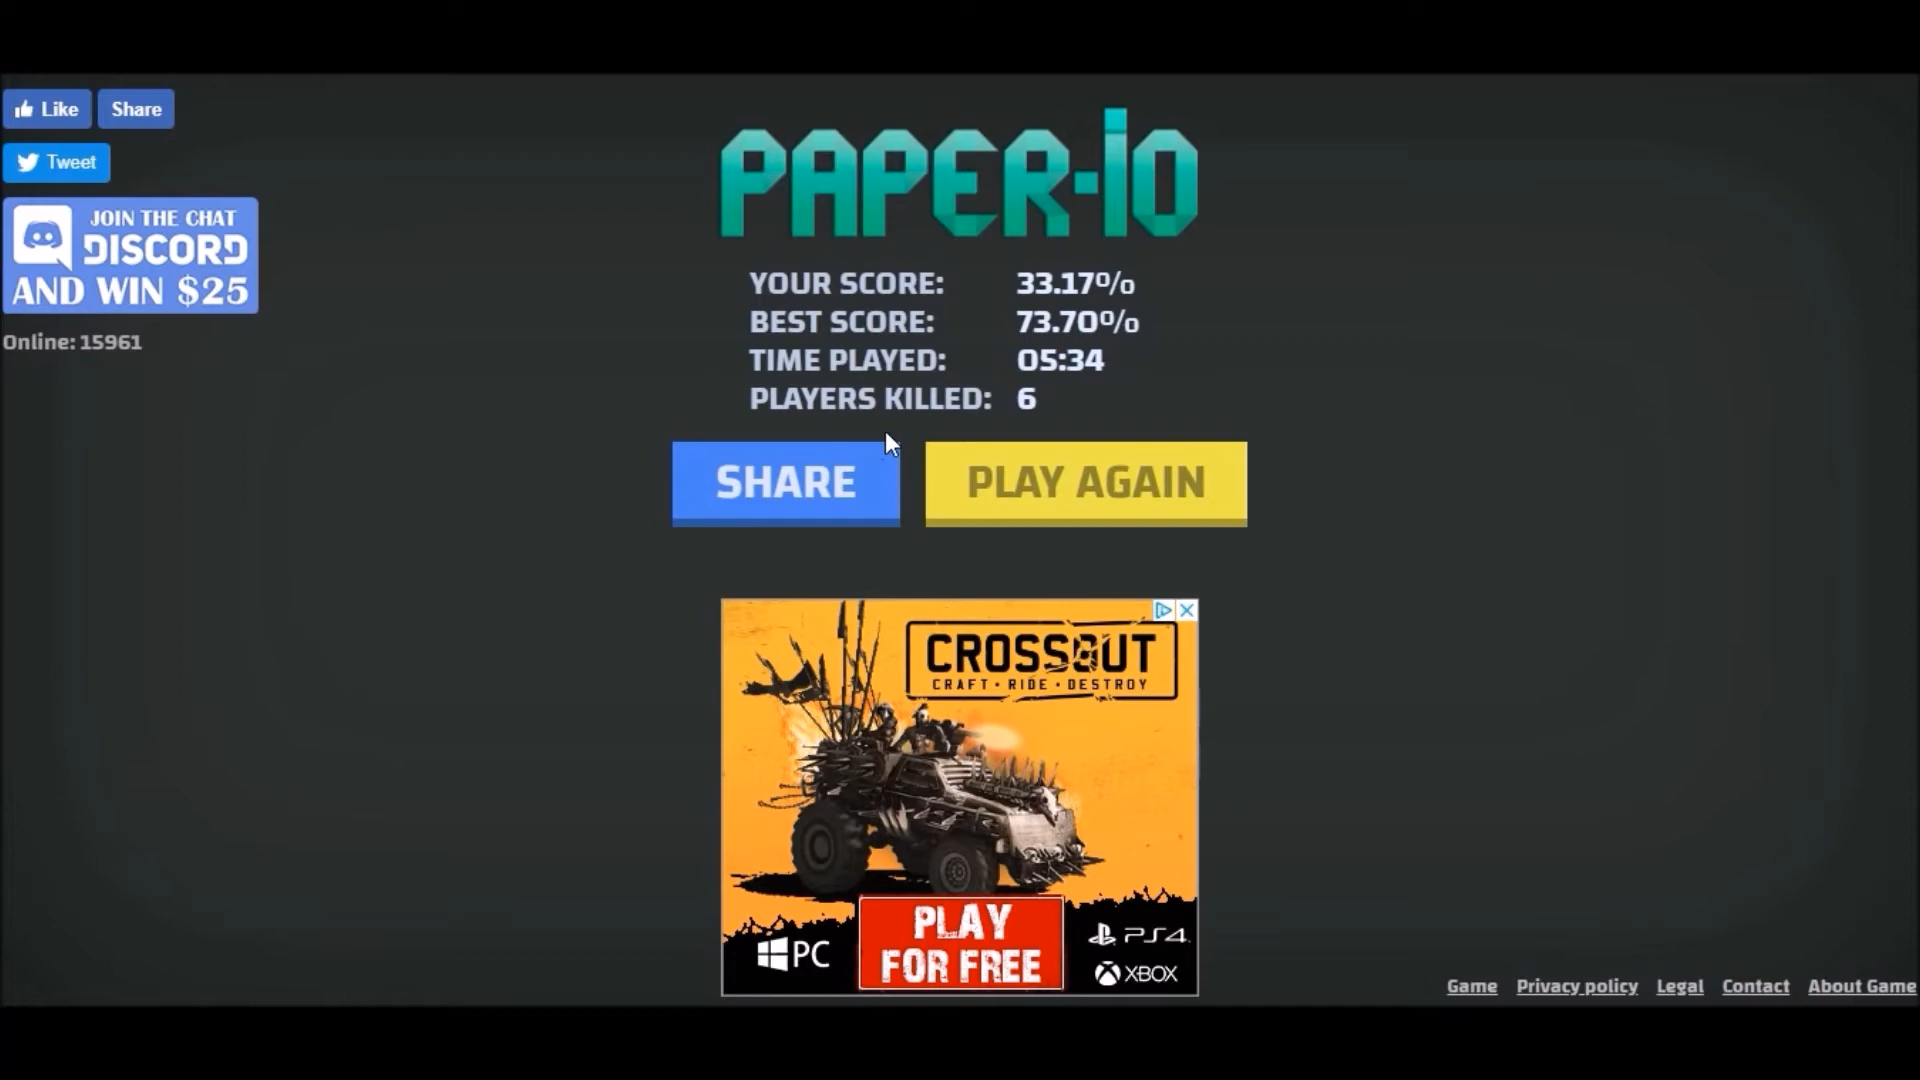 Like Share
Tweet
JOIN THE CHAT
DISCORD
AND WIN $25
Online: 15961
PAPER-iO
YOUR SCORE: 33.17%
BEST SCORE: 73.70%
TIME PLAYED: 05:34
PLAYERS KILLED: 6
SHARE PLAY AGAIN
CROSSOUT
CRAFT • RIDE • DESTROY
PC
PLAY
FOR FREE
PS4
XBOX
Game Privacy policy Legal Contact About Game